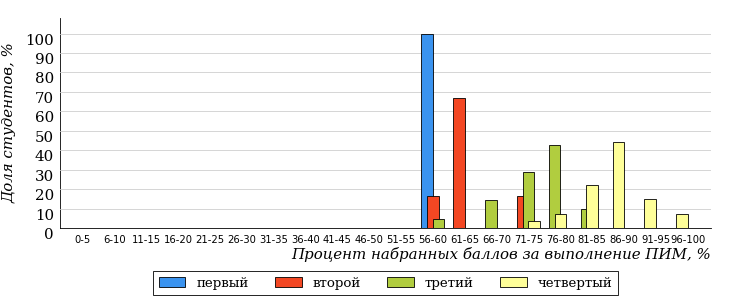 Доля студентов, %
100
90
80
70
60
50
40
30
20
10
0
0-5 6-10 11-15 16-20 21-25 26-30 31-35 36-40 41-45 46-50 51-55 56-60 61-65 66-70 71-75 76-80 81-85 86-90 91-95 96-100
Процент набранных баллов за выполнение ПИМ, %
первый второй третий четвертый